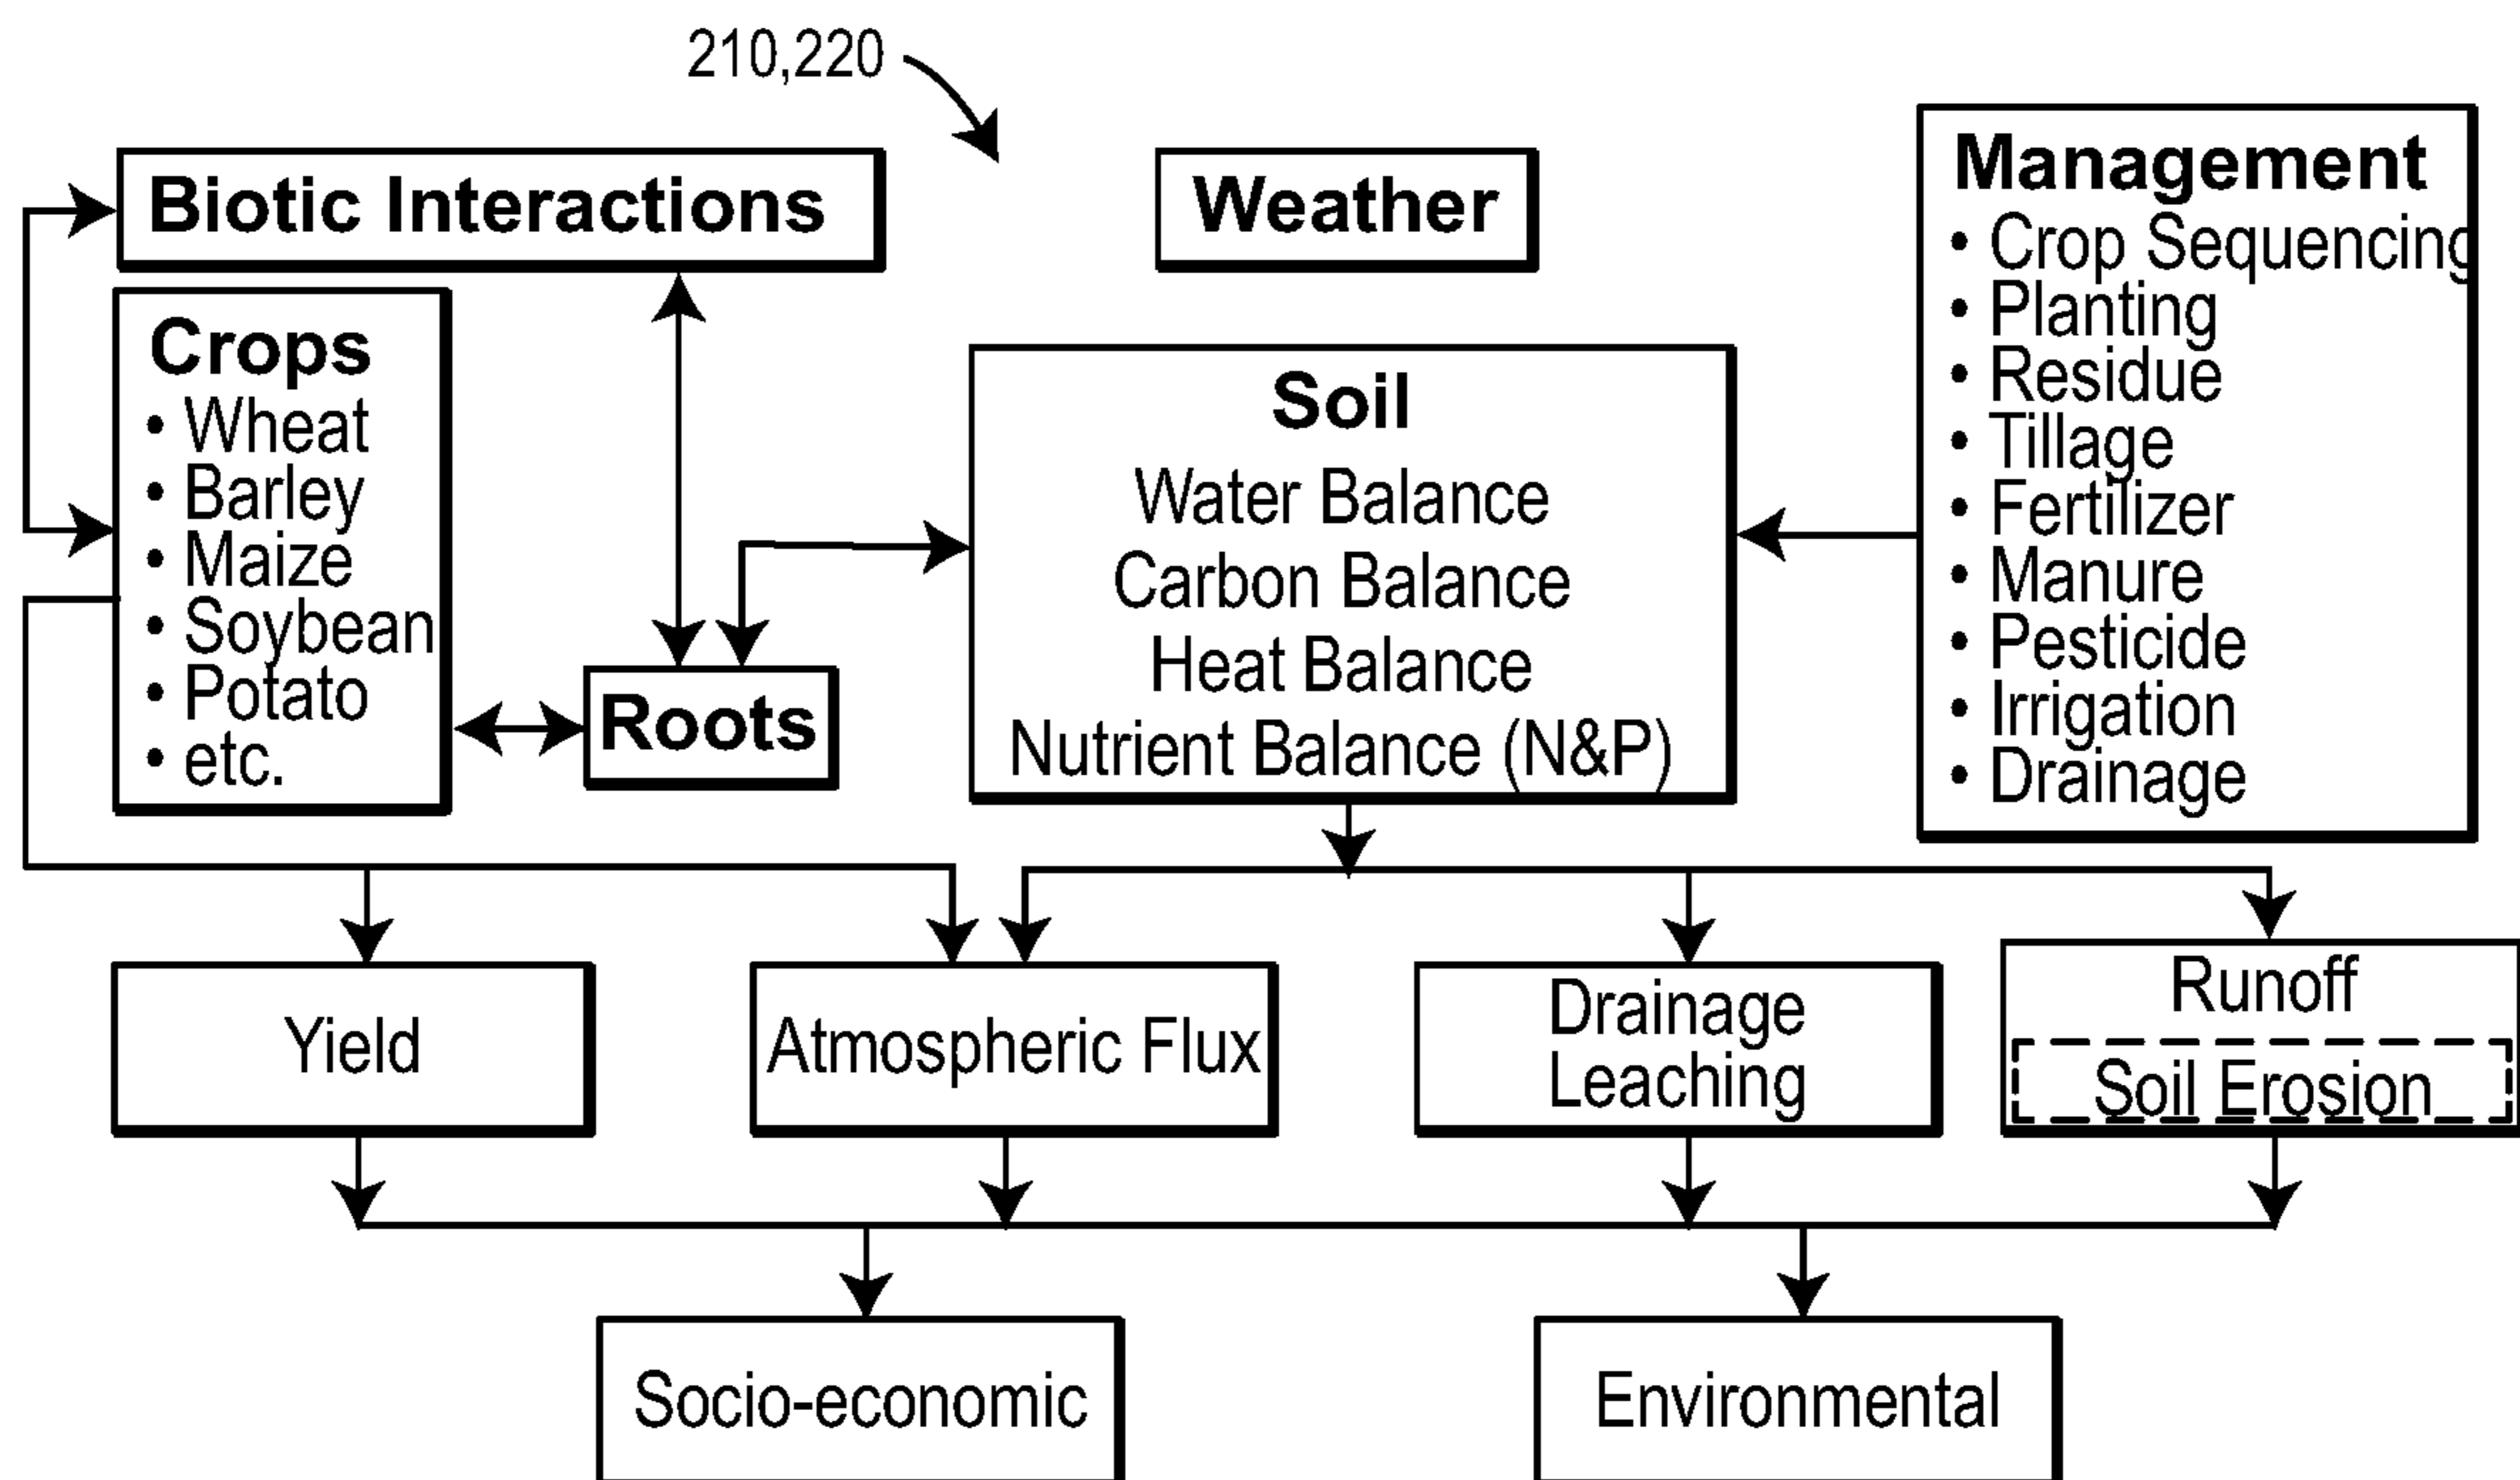 210,220
Biotic Interactions
Weather
Management
• Crop Sequencing
• Planting
• Residue
• Tillage
• Fertilizer
• Manure
• Pesticide
• Irrigation
• Drainage
Crops
• Wheat
• Barley
• Maize
• Soybean
• Potato
• etc.
Roots
Soil
Water Balance
Carbon Balance
Heat Balance
Nutrient Balance (N&P)
Yield
Atmospheric Flux
Drainage
Leaching
Runoff
Soil Erosion
Socio-economic
Environmental